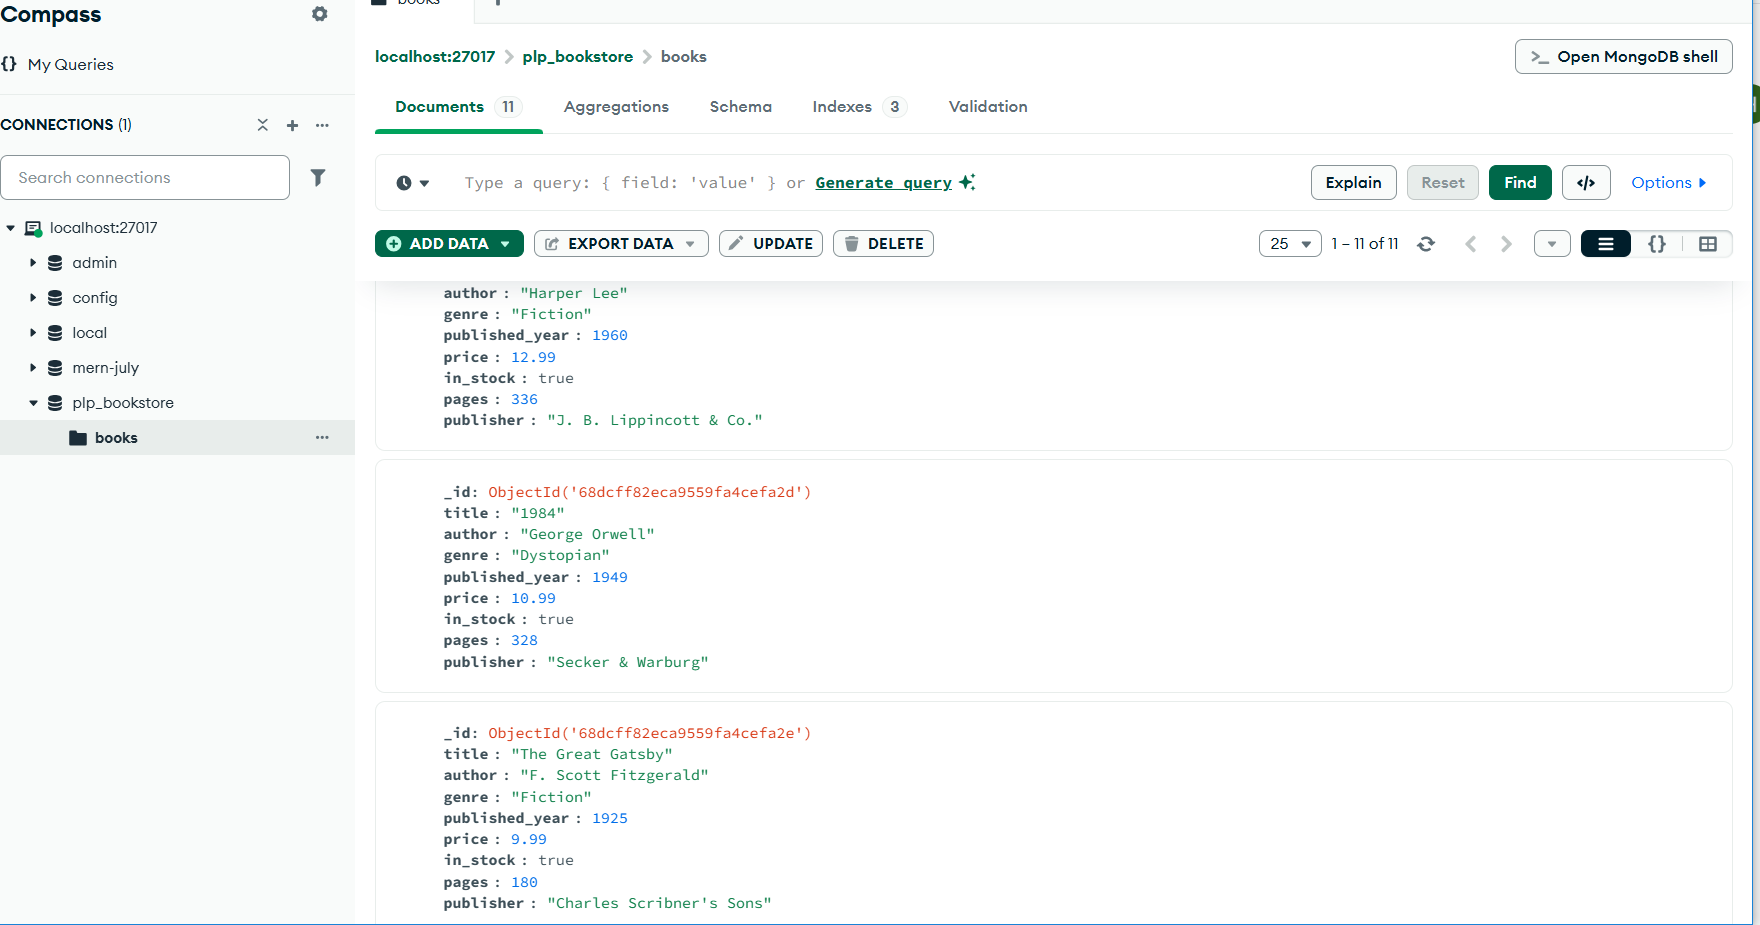 Compass
books
{} My Queries
localhost:27017 > plp_bookstore > books
>_ Open MongoDB shell
Documents 11 Aggregations Schema Indexes 3 Validation
CONNECTIONS (1)
Search connections
Type a query: { field: 'value' } or Generate query
Explain Reset Find </> Options
localhost:27017
admin
config
local
mern-july
plp_bookstore
books
ADD DATA EXPORT DATA UPDATE DELETE
25 1 – 11 of 11 {}
author : "Harper Lee"
genre : "Fiction"
published_year : 1960
price : 12.99
in_stock : true
pages : 336
publisher : "J. B. Lippincott & Co."
_id: ObjectId('68dcff82eca9559fa4cefa2d')
title : "1984"
author : "George Orwell"
genre : "Dystopian"
published_year : 1949
price : 10.99
in_stock : true
pages : 328
publisher : "Secker & Warburg"
_id: ObjectId('68dcff82eca9559fa4cefa2e')
title : "The Great Gatsby"
author : "F. Scott Fitzgerald"
genre : "Fiction"
published_year : 1925
price : 9.99
in_stock : true
pages : 180
publisher : "Charles Scribner's Sons"